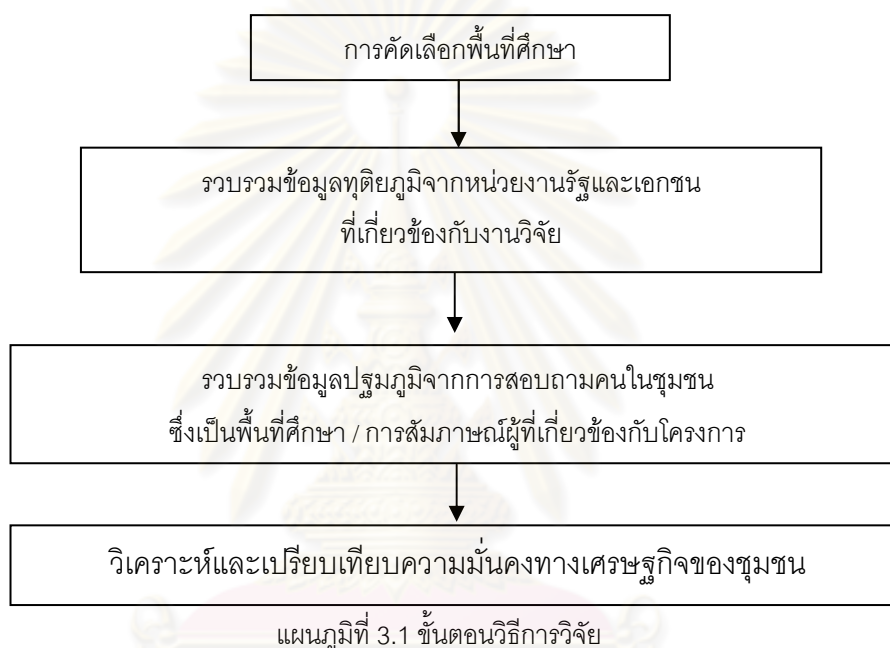 การคัดเลือกพื้นที่ศึกษา
รวบรวมข้อมูลทุติยภูมิจากหน่วยงานรัฐและเอกชน
ที่เกี่ยวข้องกับงานวิจัย
รวบรวมข้อมูลปฐมภูมิจากการสอบถามคนในชุมชน
ซึ่งเป็นพื้นที่ศึกษา / การสัมภาษณ์ผู้ที่เกี่ยวข้องกับโครงการ
วิเคราะห์และเปรียบเทียบความมั่นคงทางเศรษฐกิจของชุมชน
แผนภูมิที่ 3.1 ขั้นตอนวิธีการวิจัย